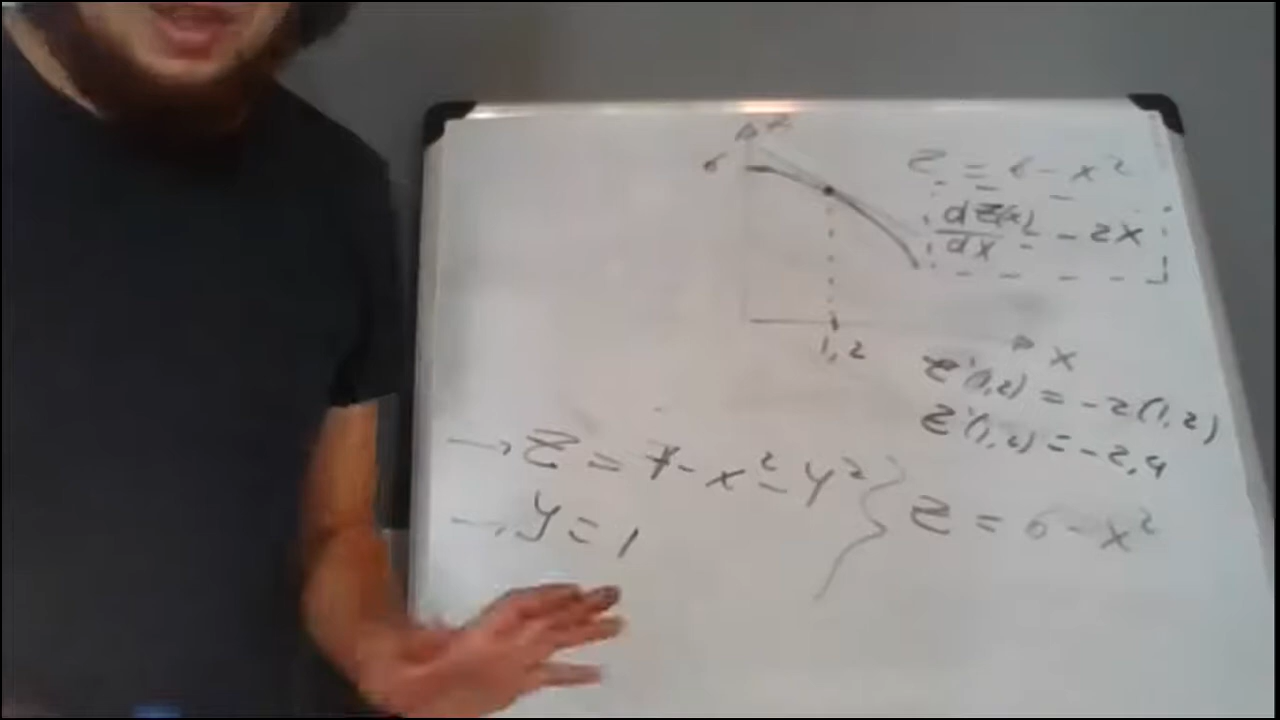 z
6
1,2
x
z = 6 - x²
dz(x)/dx = - 2x
z'(1,2) = -2(1,2)
z'(1,2) = -2,4
→ z = 7 - x² - y² } z = 6 - x²
→ y = 1